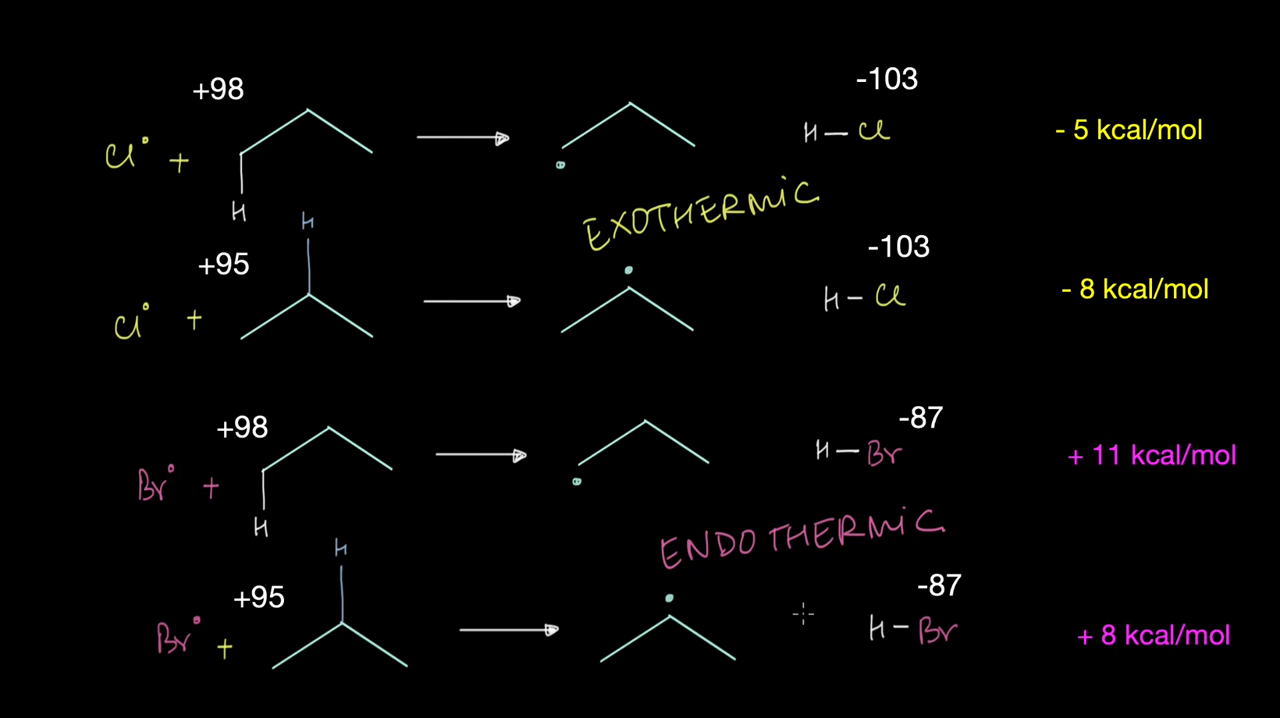 +98 -103
Cl• + H H — Cl - 5 kcal/mol
EXOTHERMIC
+95 H -103
Cl• + H — Cl - 8 kcal/mol
+98 -87
Br• + H H — Br + 11 kcal/mol
ENDOTHERMIC
+95 H -87
Br• + H — Br + 8 kcal/mol